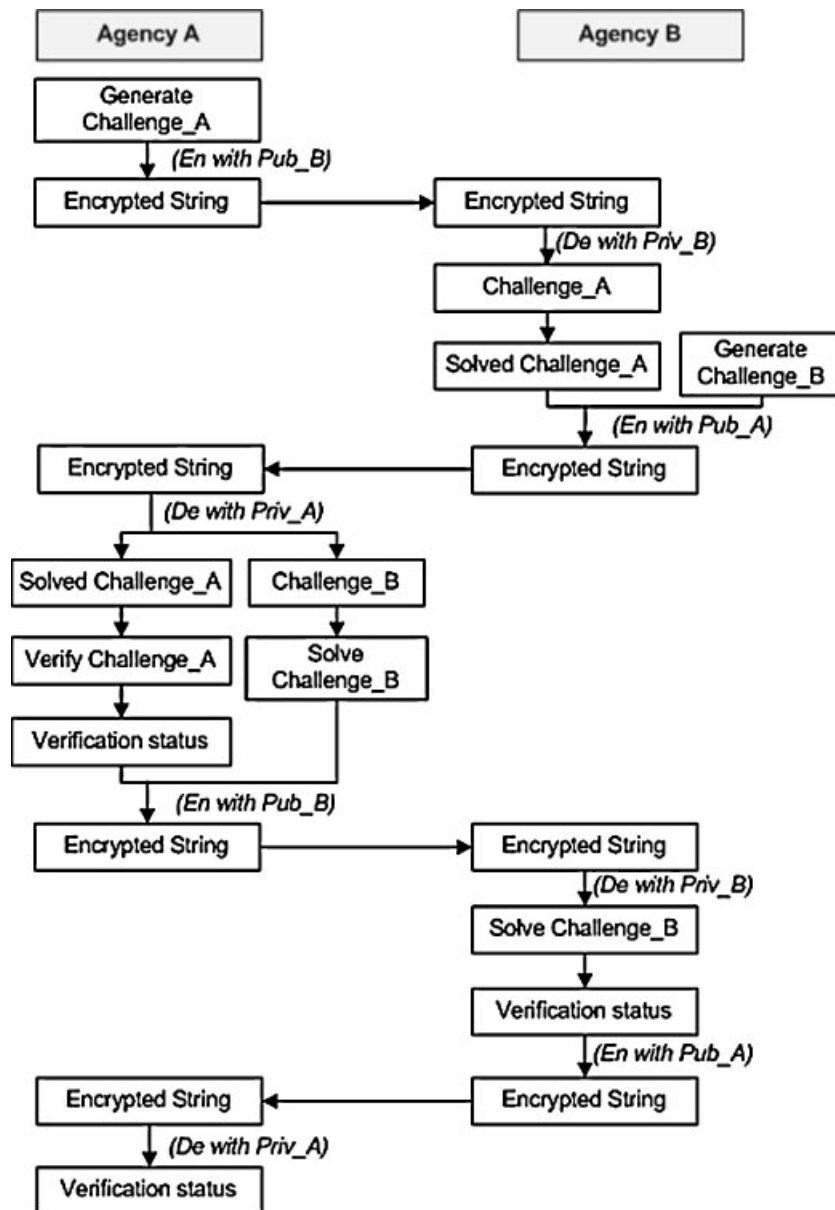 Agency A
Agency B
Generate
Challenge_A
(En with Pub_B)
Encrypted String
Encrypted String
(De with Priv_B)
Challenge_A
Solved Challenge_A
Generate
Challenge_B
(En with Pub_A)
Encrypted String
Encrypted String
(De with Priv_A)
Solved Challenge_A
Challenge_B
Verify Challenge_A
Solve
Challenge_B
Verification status
(En with Pub_B)
Encrypted String
Encrypted String
(De with Priv_B)
Solve Challenge_B
Verification status
(En with Pub_A)
Encrypted String
Encrypted String
(De with Priv_A)
Verification status